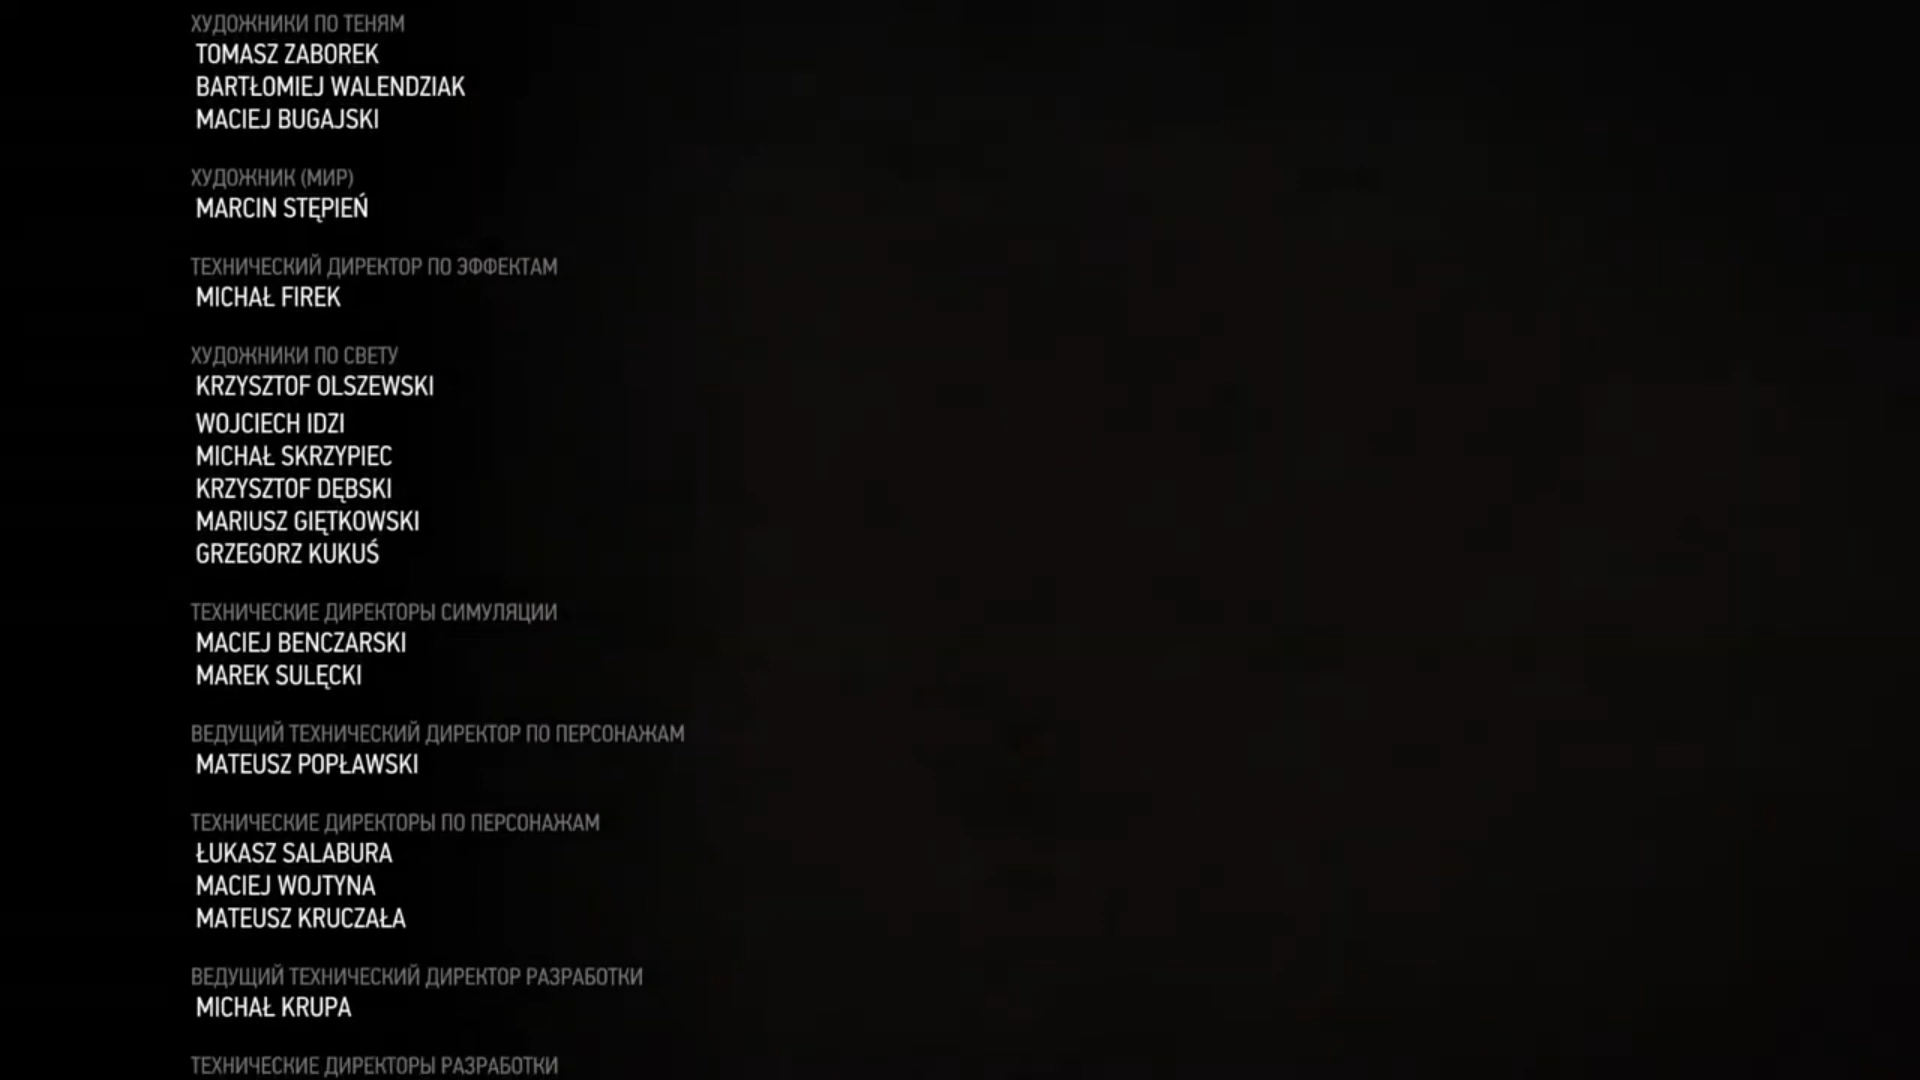 ХУДОЖНИКИ ПО ТЕНЯМ
TOMASZ ZABOREK
BARTŁOMIEJ WALENDZIAK
MACIEJ BUGAJSKI
ХУДОЖНИК (МИР)
MARCIN STĘPIEŃ
ТЕХНИЧЕСКИЙ ДИРЕКТОР ПО ЭФФЕКТАМ
MICHAŁ FIREK
ХУДОЖНИКИ ПО СВЕТУ
KRZYSZTOF OLSZEWSKI
WOJCIECH IDZI
MICHAŁ SKRZYPIEC
KRZYSZTOF DĘBSKI
MARIUSZ GIĘTKOWSKI
GRZEGORZ KUKUŚ
ТЕХНИЧЕСКИЕ ДИРЕКТОРЫ СИМУЛЯЦИИ
MACIEJ BENCZARSKI
MAREK SULĘCKI
ВЕДУЩИЙ ТЕХНИЧЕСКИЙ ДИРЕКТОР ПО ПЕРСОНАЖАМ
MATEUSZ POPŁAWSKI
ТЕХНИЧЕСКИЕ ДИРЕКТОРЫ ПО ПЕРСОНАЖАМ
ŁUKASZ SALABURA
MACIEJ WOJTYNA
MATEUSZ KRUCZAŁA
ВЕДУЩИЙ ТЕХНИЧЕСКИЙ ДИРЕКТОР РАЗРАБОТКИ
MICHAŁ KRUPA
ТЕХНИЧЕСКИЕ ДИРЕКТОРЫ РАЗРАБОТКИ